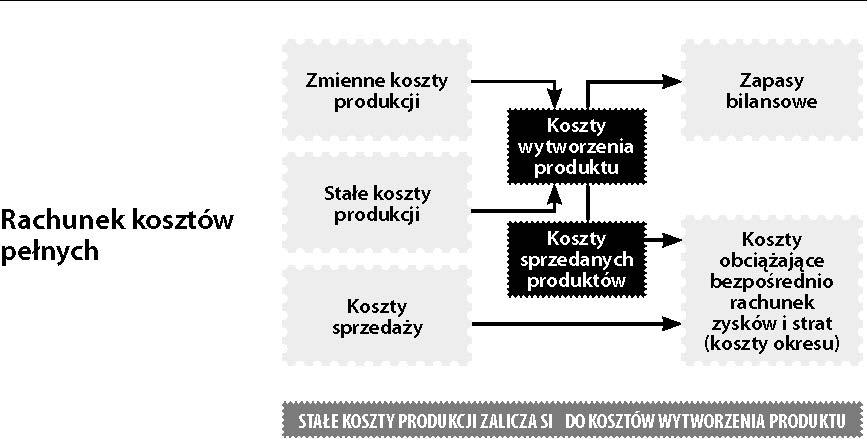 Rachunek kosztów
pełnych
Zmienne koszty
produkcji
Stałe koszty
produkcji
Koszty
sprzedaży
Koszty
wytworzenia
produktu
Koszty
sprzedanych
produktów
Zapasy
bilansowe
Koszty
obciążające
bezpośrednio
rachunek
zysków i strat
(koszty okresu)
STAŁE KOSZTY PRODUKCJI ZALICZA SI DO KOSZTÓW WYTWORZENIA PRODUKTU